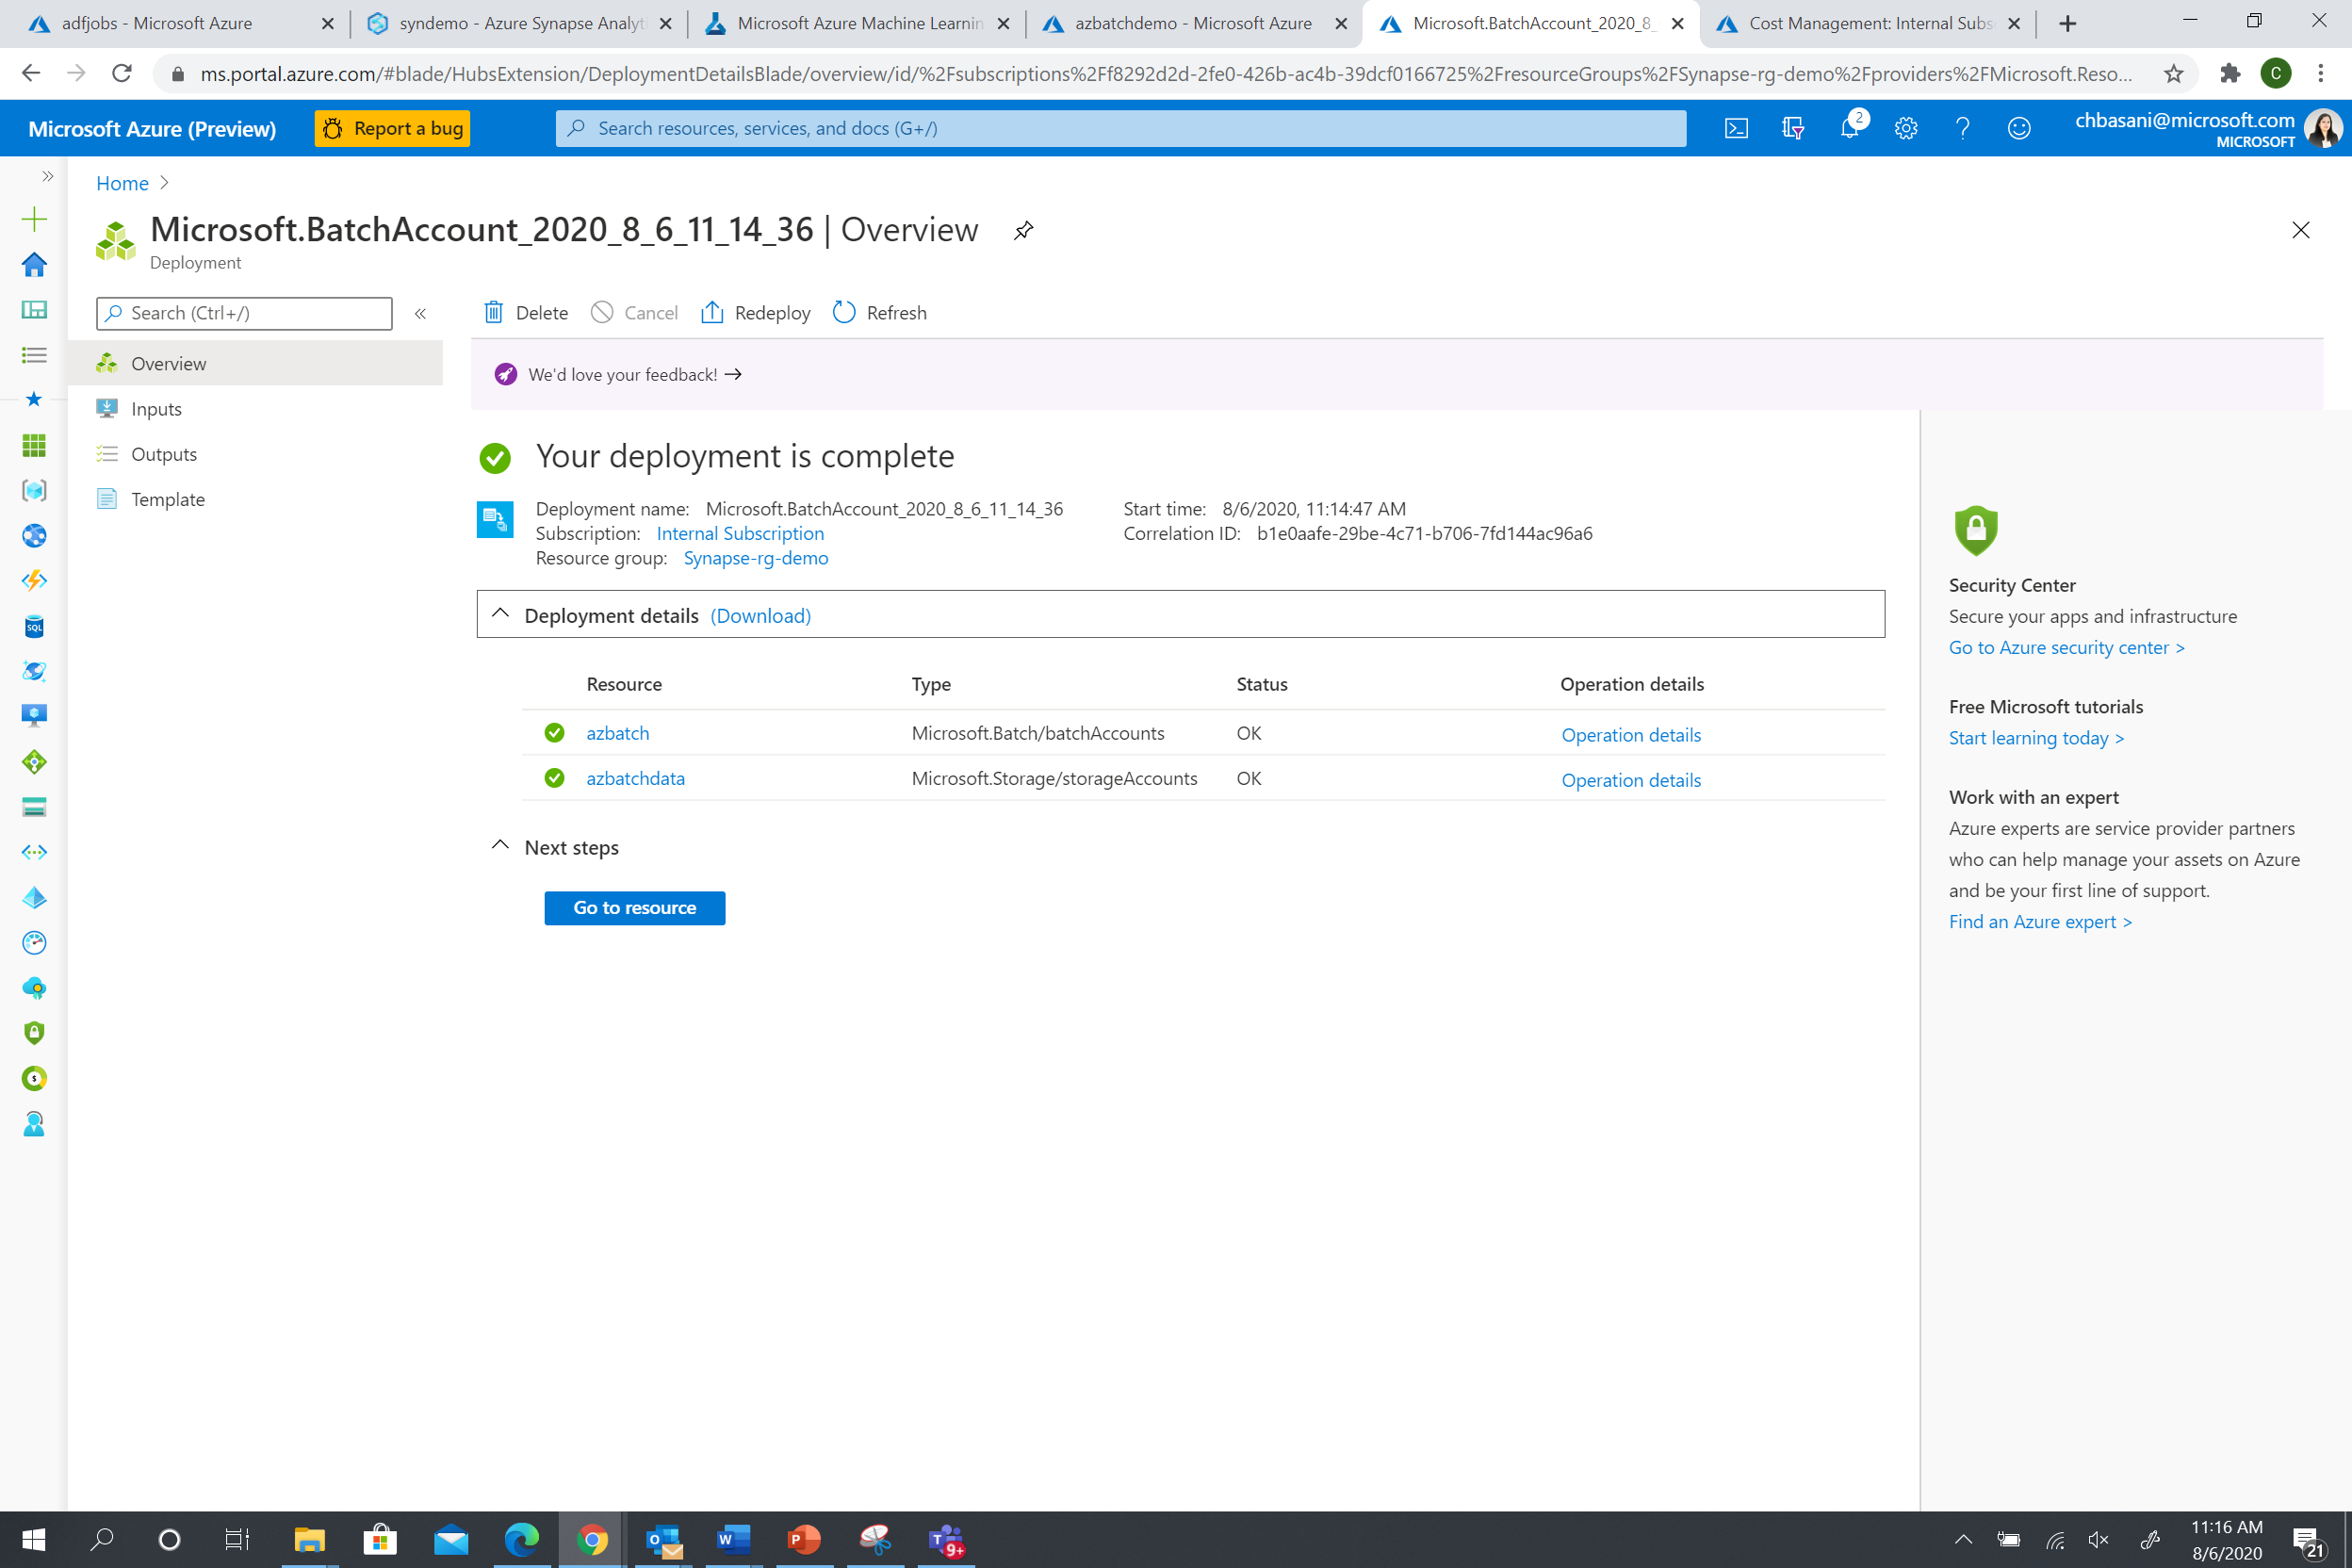 adfjobs - Microsoft Azure
syndemo - Azure Synapse Analyt
Microsoft Azure Machine Learnin
azbatchdemo - Microsoft Azure
Microsoft.BatchAccount_2020_8_
Cost Management: Internal Subs
ms.portal.azure.com/#blade/HubsExtension/DeploymentDetailsBlade/overview/id/%2Fsubscriptions%2Ff8292d2d-2fe0-426b-ac4b-39dcf0166725%2FresourceGroups%2FSynapse-rg-demo%2Fproviders%2FMicrosoft.Reso...
C
Microsoft Azure (Preview)
Report a bug
Search resources, services, and docs (G+/)
2
chbasani@microsoft.com
MICROSOFT
Home
Microsoft.BatchAccount_2020_8_6_11_14_36 | Overview
Deployment
Search (Ctrl+/)
Overview
Inputs
Outputs
Template
Delete
Cancel
Redeploy
Refresh
We'd love your feedback! →
Your deployment is complete
Deployment name: Microsoft.BatchAccount_2020_8_6_11_14_36
Subscription: Internal Subscription
Resource group: Synapse-rg-demo
Start time: 8/6/2020, 11:14:47 AM
Correlation ID: b1e0aafe-29be-4c71-b706-7fd144ac96a6
Deployment details (Download)
Resource Type Status Operation details
azbatch Microsoft.Batch/batchAccounts OK Operation details
azbatchdata Microsoft.Storage/storageAccounts OK Operation details
Next steps
Go to resource
Security Center
Secure your apps and infrastructure
Go to Azure security center >
Free Microsoft tutorials
Start learning today >
Work with an expert
Azure experts are service provider partners
who can help manage your assets on Azure
and be your first line of support.
Find an Azure expert >
SQL
9+
11:16 AM
8/6/2020
21